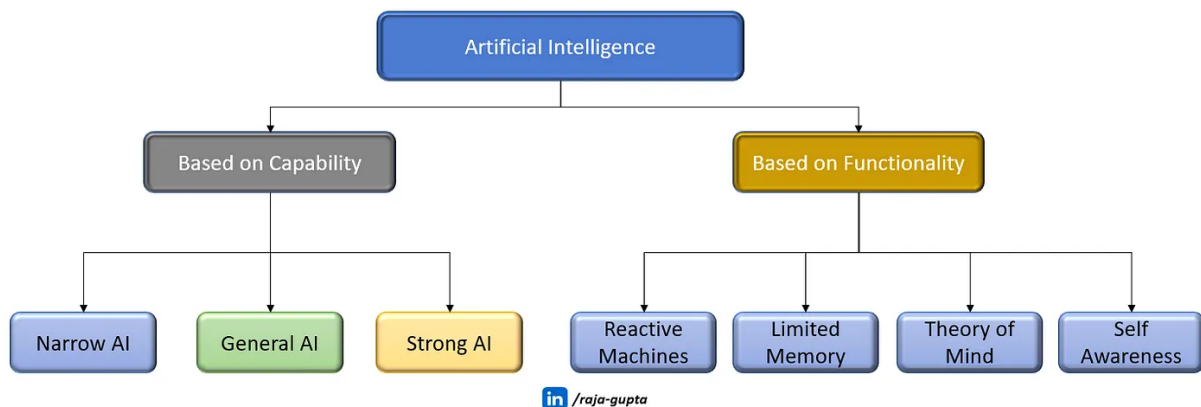 Artificial Intelligence
Based on Capability
Based on Functionality
Narrow AI
General AI
Strong AI
Reactive
Machines
Limited
Memory
Theory of
Mind
Self
Awareness
in /raja-gupta